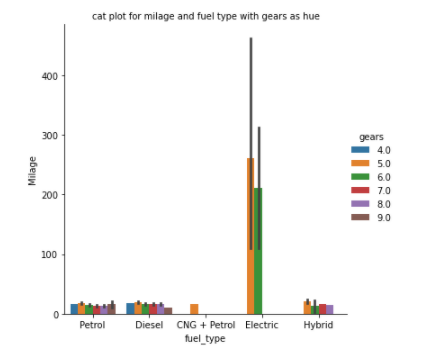 cat plot for milage and fuel type with gears as hue
Milage
400
300
200
100
0
Petrol Diesel CNG + Petrol Electric Hybrid
fuel_type
gears
4.0
5.0
6.0
7.0
8.0
9.0